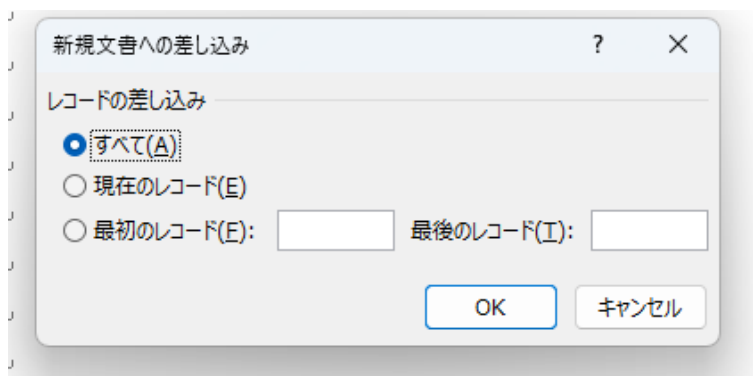 新規文書への差し込み ? ×
レコードの差し込み
すべて(A)
現在のレコード(E)
最初のレコード(F): 最後のレコード(T):
OK キャンセル